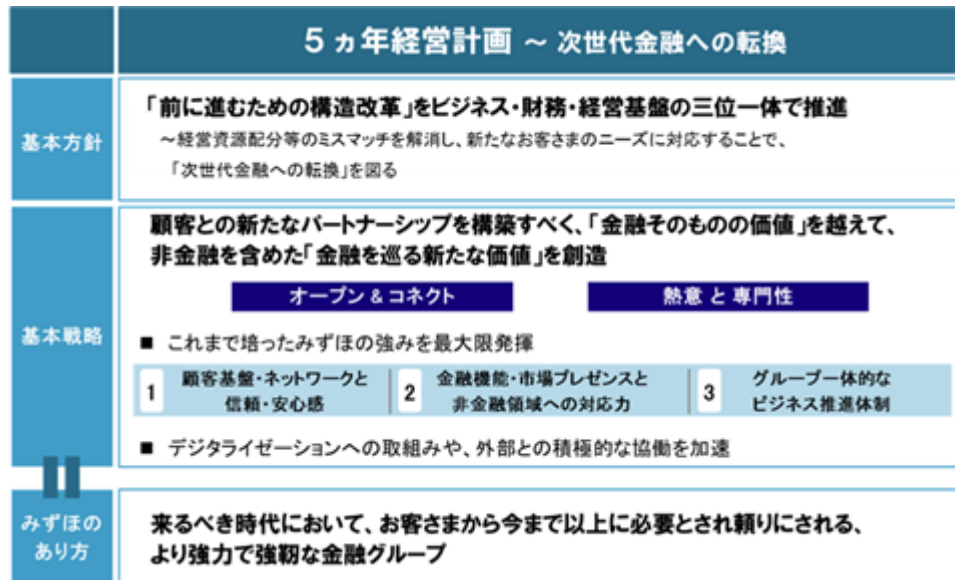 5ヵ年経営計画 ～ 次世代金融への転換
基本方針
「前に進むための構造改革」をビジネス・財務・経営基盤の三位一体で推進
～経営資源配分等のミスマッチを解消し、新たなお客さまのニーズに対応することで、
「次世代金融への転換」を図る
基本戦略
顧客との新たなパートナーシップを構築すべく、「金融そのものの価値」を越えて、
非金融を含めた「金融を巡る新たな価値」を創造
オープン & コネクト
熱意 と 専門性
■ これまで培ったみずほの強みを最大限発揮
1 顧客基盤・ネットワークと
信頼・安心感
2 金融機能・市場プレゼンスと
非金融領域への対応力
3 グループ一体的な
ビジネス推進体制
■ デジタライゼーションへの取組みや、外部との積極的な協働を加速
みずほの
あり方
来るべき時代において、お客さまから今まで以上に必要とされ頼りにされる、
より強力で強靭な金融グループ